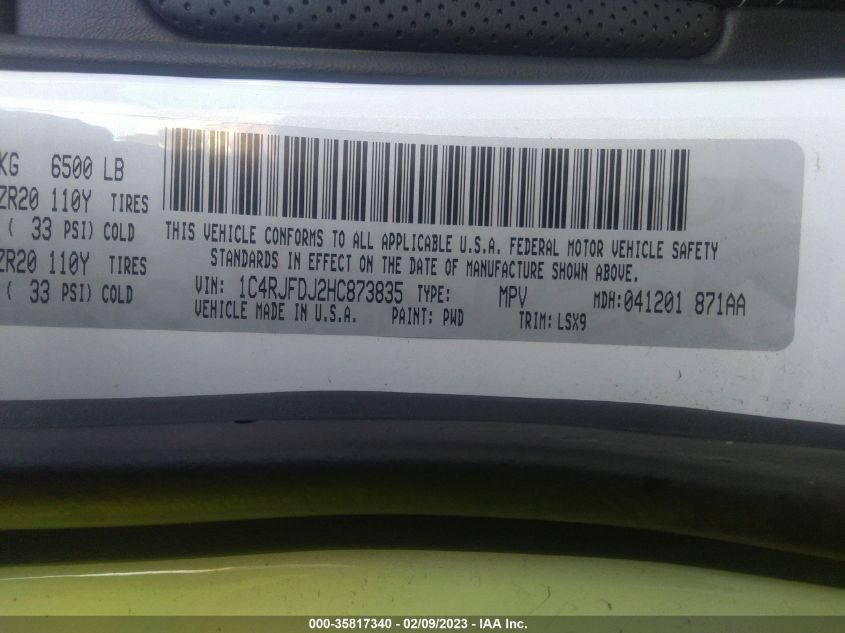 KG 6500 LB
ZR20 110Y TIRES
( 33 PSI) COLD
ZR20 110Y TIRES
( 33 PSI) COLD
THIS VEHICLE CONFORMS TO ALL APPLICABLE U.S.A. FEDERAL MOTOR VEHICLE SAFETY
STANDARDS IN EFFECT ON THE DATE OF MANUFACTURE SHOWN ABOVE.
VIN: 1C4RJFDJ2HC873835 TYPE: MPV MDH:041201 871AA
VEHICLE MADE IN U.S.A. PAINT: PWD TRIM:LSX9
000-35817340 - 02/09/2023 - IAA Inc.